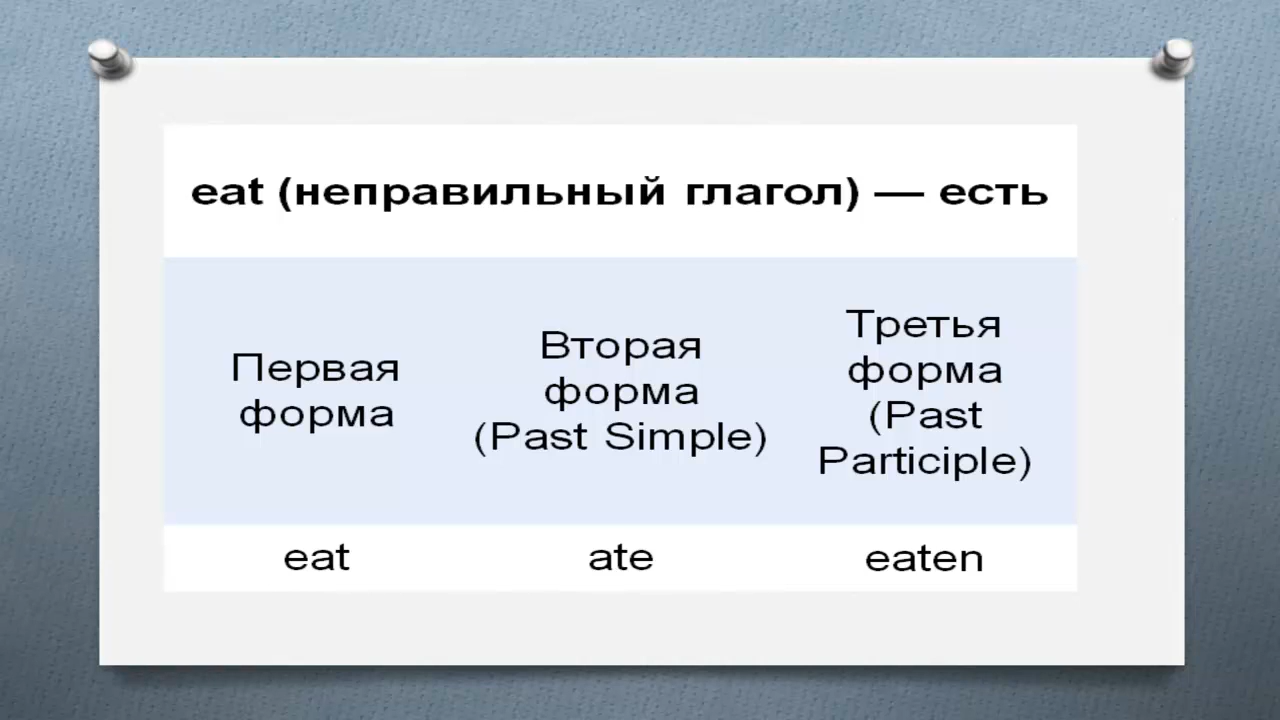 eat (неправильный глагол) — есть
Первая
форма
Вторая
форма
(Past Simple)
Третья
форма
(Past
Participle)
eat
ate
eaten